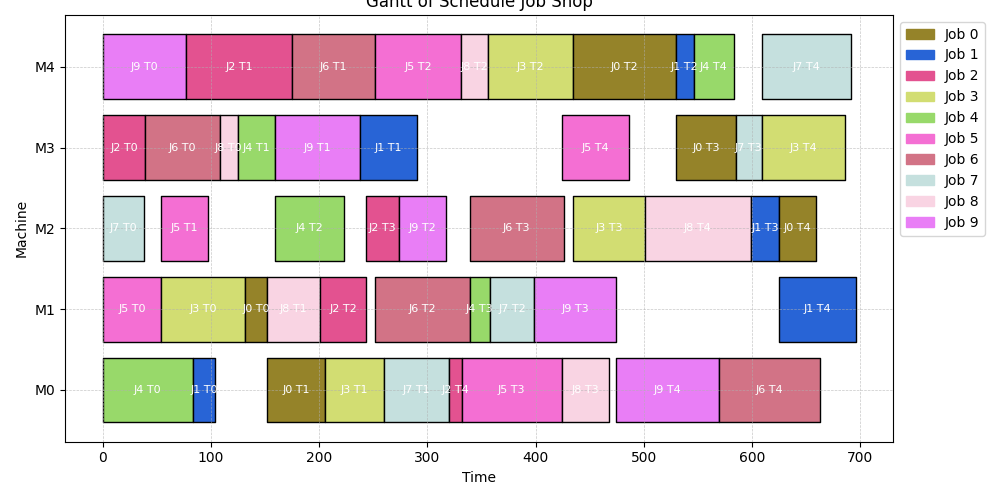 Gantt of Schedule Job Shop
M4
J9 T0 J2 T1 J6 T1 J5 T2 J8 T2 J3 T2 J0 T2 J1 T2 J4 T4 J7 T4
M3
J2 T0 J6 T0 J8 T0 J4 T1 J9 T1 J1 T1 J5 T4 J0 T3 J7 T3 J3 T4
M2
J7 T0 J5 T1 J4 T2 J2 T3 J9 T2 J6 T3 J3 T3 J8 T4 J1 T3 J0 T4
M1
J5 T0 J3 T0 J0 T0 J8 T1 J2 T2 J6 T2 J4 T3 J7 T2 J9 T3 J1 T4
M0
J4 T0 J1 T0 J0 T1 J3 T1 J7 T1 J2 T4 J5 T3 J8 T3 J9 T4 J6 T4
Machine
0 100 200 300 400 500 600 700
Time
Job 0
Job 1
Job 2
Job 3
Job 4
Job 5
Job 6
Job 7
Job 8
Job 9